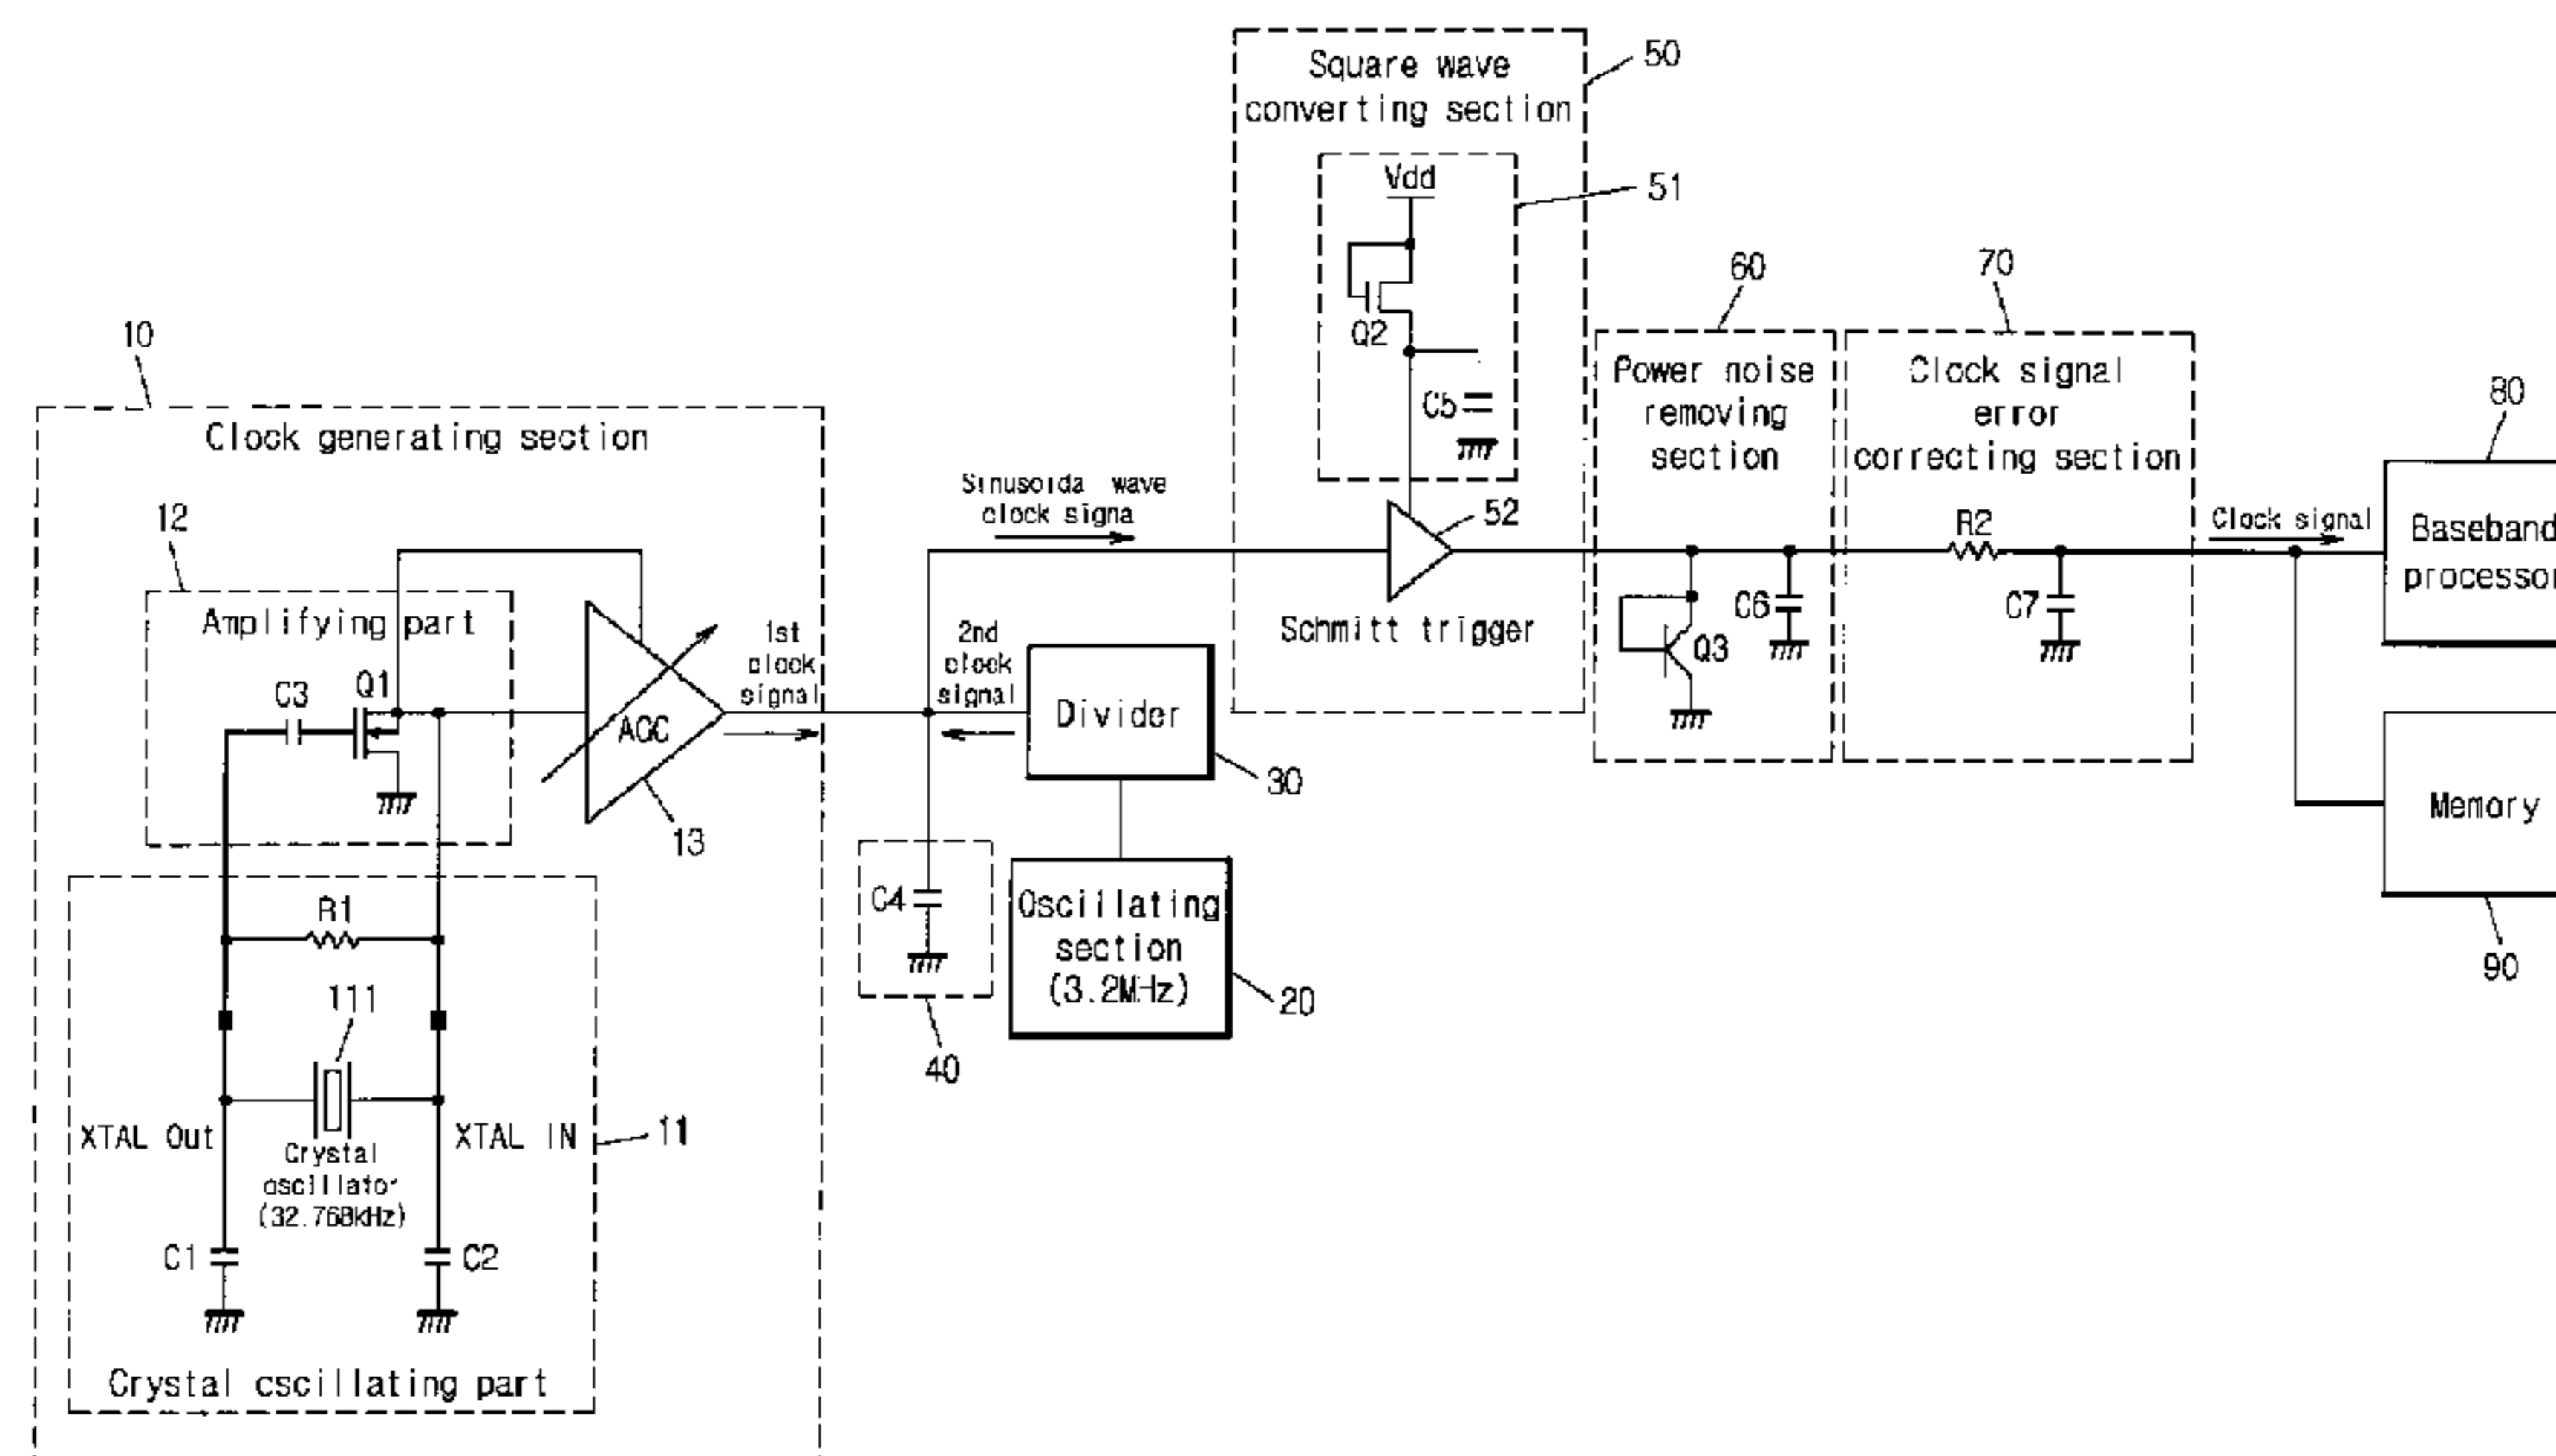 50
Square wave
converting section
51
Vdd
Q2
C5
60
70
Power noise
removing
section
Clock signal
error
correcting section
80
10
Clock generating section
Sinusoida wave
clock signa
52
R2
Clock signal
Baseband
processor
12
Amplifying part
1st
clock
signal
2nd
clock
signal
Schmitt trigger
C6
C7
Q3
C3
Q1
AGC
Divider
30
Memory
13
C4
Oscillating
section
(3.2MHz)
20
90
R1
40
111
XTAL Out
XTAL IN
11
Crystal
oscillator
(32.768kHz)
C1
C2
Crystal oscillating part